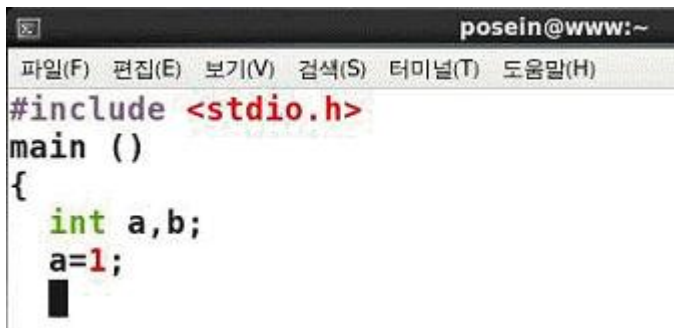 posein@www:~
파일(F) 편집(E) 보기(V) 검색(S) 터미널(T) 도움말(H)
#include <stdio.h>
main ()
{
int a,b;
a=1;